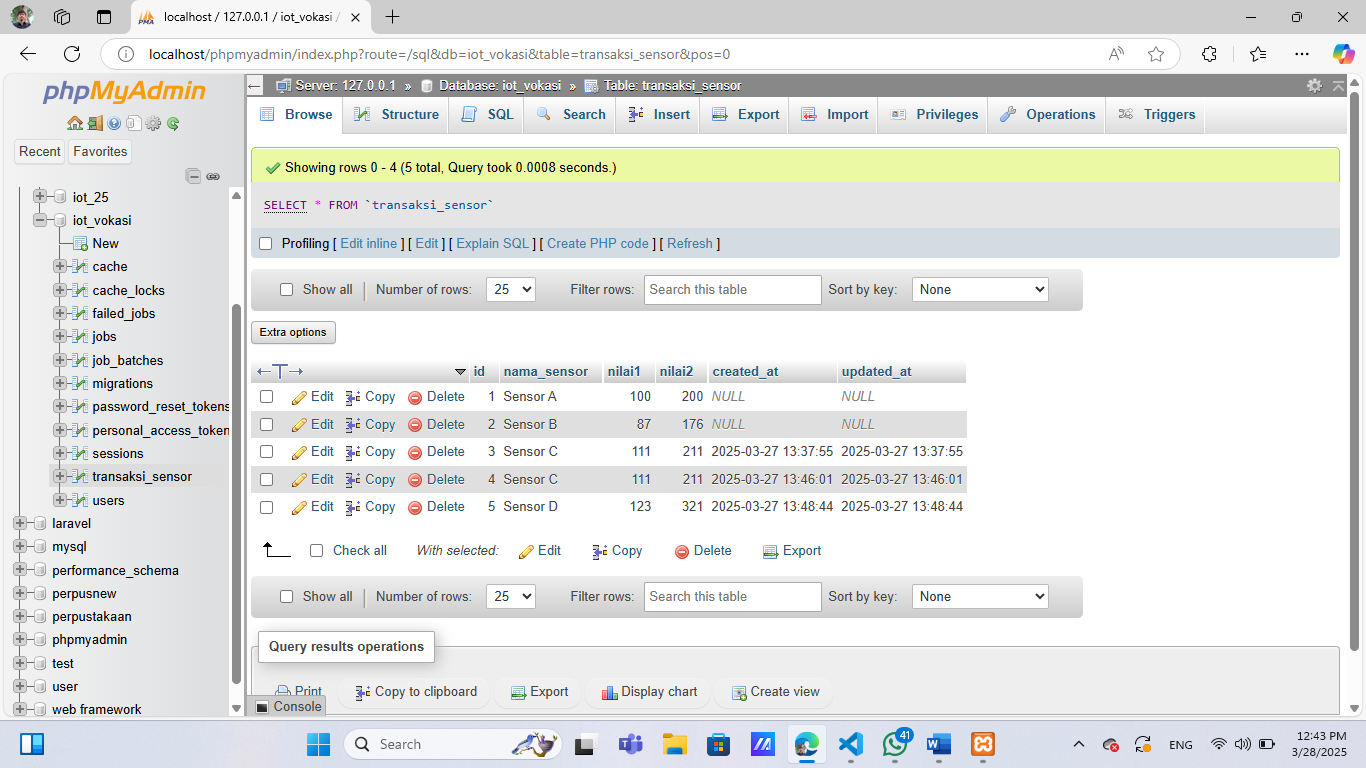 localhost / 127.0.0.1 / iot_vokasi /
localhost/phpmyadmin/index.php?route=/sql&db=iot_vokasi&table=transaksi_sensor&pos=0
phpMyAdmin
Recent Favorites
iot_25
iot_vokasi
New
cache
cache_locks
failed_jobs
jobs
job_batches
migrations
password_reset_tokens
personal_access_token
sessions
transaksi_sensor
users
laravel
mysql
performance_schema
perpusnew
perpustakaan
phpmyadmin
test
user
web framework
Server: 127.0.0.1 » Database: iot_vokasi » Table: transaksi_sensor
Browse Structure SQL Search Insert Export Import Privileges Operations Triggers
Showing rows 0 - 4 (5 total, Query took 0.0008 seconds.)
SELECT * FROM `transaksi_sensor`
Profiling [ Edit inline ] [ Edit ] [ Explain SQL ] [ Create PHP code ] [ Refresh ]
Show all Number of rows: 25 Filter rows: Search this table Sort by key: None
Extra options
id nama_sensor nilai1 nilai2 created_at updated_at
Edit Copy Delete 1 Sensor A 100 200 NULL NULL
Edit Copy Delete 2 Sensor B 87 176 NULL NULL
Edit Copy Delete 3 Sensor C 111 211 2025-03-27 13:37:55 2025-03-27 13:37:55
Edit Copy Delete 4 Sensor C 111 211 2025-03-27 13:46:01 2025-03-27 13:46:01
Edit Copy Delete 5 Sensor D 123 321 2025-03-27 13:48:44 2025-03-27 13:48:44
Check all With selected: Edit Copy Delete Export
Show all Number of rows: 25 Filter rows: Search this table Sort by key: None
Query results operations
Print Copy to clipboard Export Display chart Create view
Console
Search
41
ENG
12:43 PM
3/28/2025